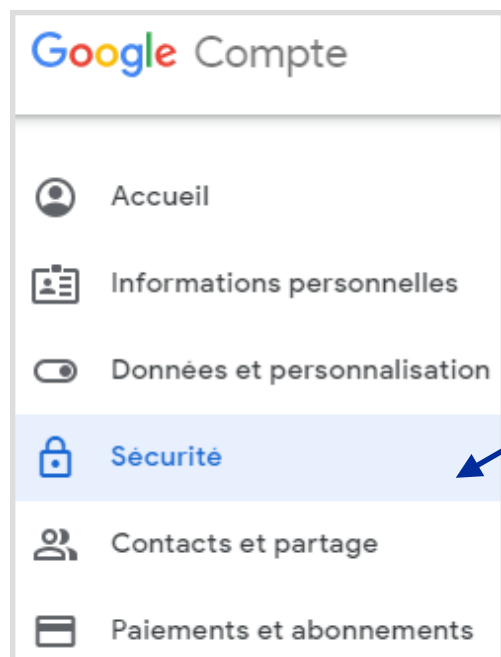 Google Compte
Accueil
Informations personnelles
Données et personnalisation
Sécurité
Contacts et partage
Paiements et abonnements